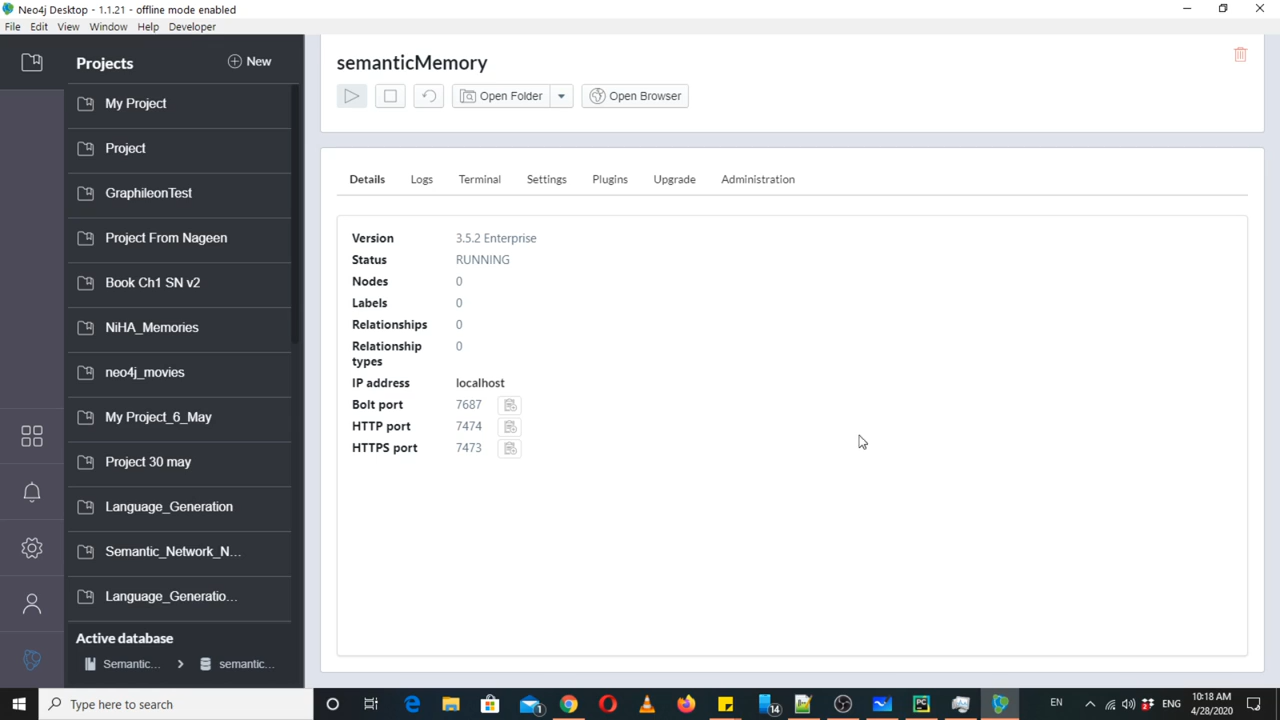 Neo4j Desktop - 1.1.21 - offline mode enabled
File Edit View Window Help Developer
Projects
New
My Project
Project
GraphileonTest
Project From Nageen
Book Ch1 SN v2
NiHA_Memories
neo4j_movies
My Project_6_May
Project 30 may
Language_Generation
Semantic_Network_N...
Language_Generatio...
Active database
Semantic... > semantic...
semanticMemory
Open Folder Open Browser
Details Logs Terminal Settings Plugins Upgrade Administration
Version 3.5.2 Enterprise
Status RUNNING
Nodes 0
Labels 0
Relationships 0
Relationship 0
types
IP address localhost
Bolt port 7687
HTTP port 7474
HTTPS port 7473
Type here to search
1
14
PC
EN
ENG
10:18 AM
4/28/2020